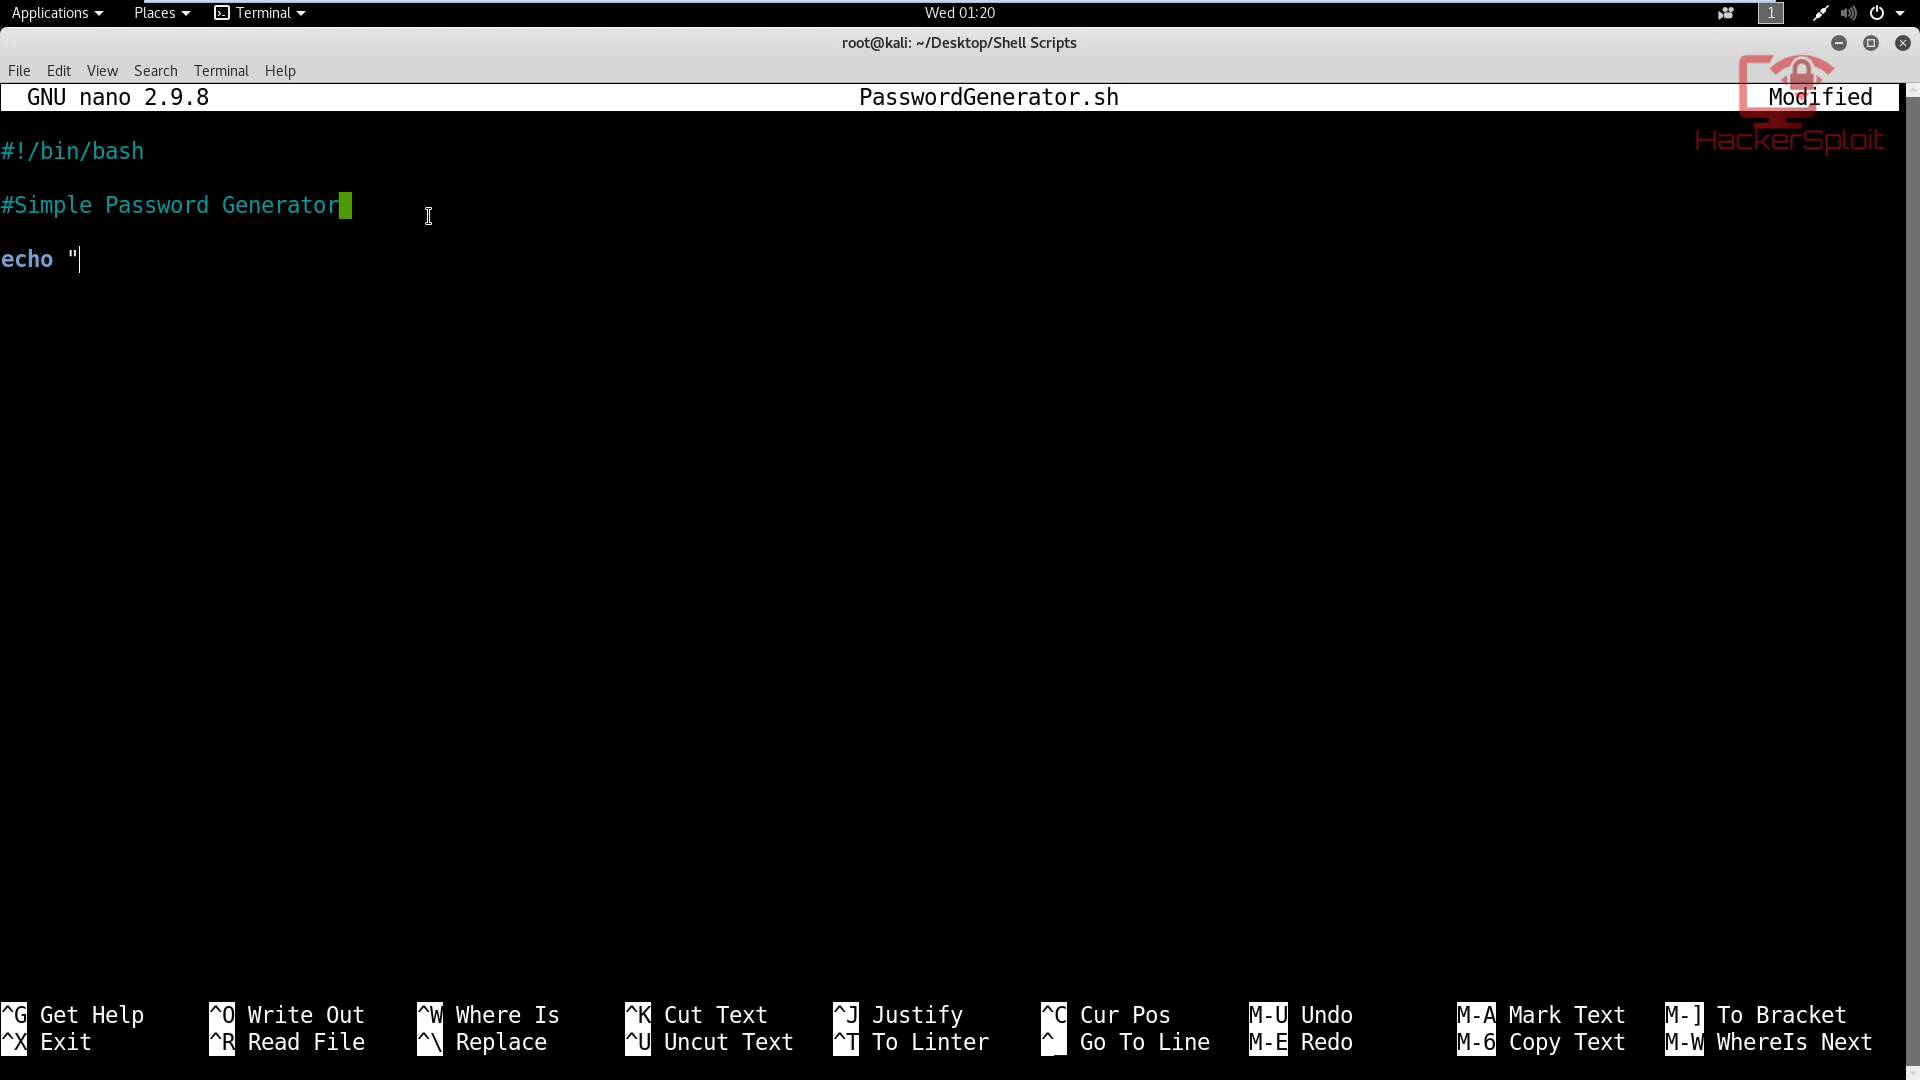 Applications Places Terminal Wed 01:20 1
root@kali: ~/Desktop/Shell Scripts
File Edit View Search Terminal Help
GNU nano 2.9.8 PasswordGenerator.sh Modified
HackerSploit
#!/bin/bash
#Simple Password Generator
echo "
^G Get Help ^O Write Out ^W Where Is ^K Cut Text ^J Justify ^C Cur Pos M-U Undo M-A Mark Text M-] To Bracket
^X Exit ^R Read File ^\ Replace ^U Uncut Text ^T To Linter ^_ Go To Line M-E Redo M-6 Copy Text M-W WhereIs Next